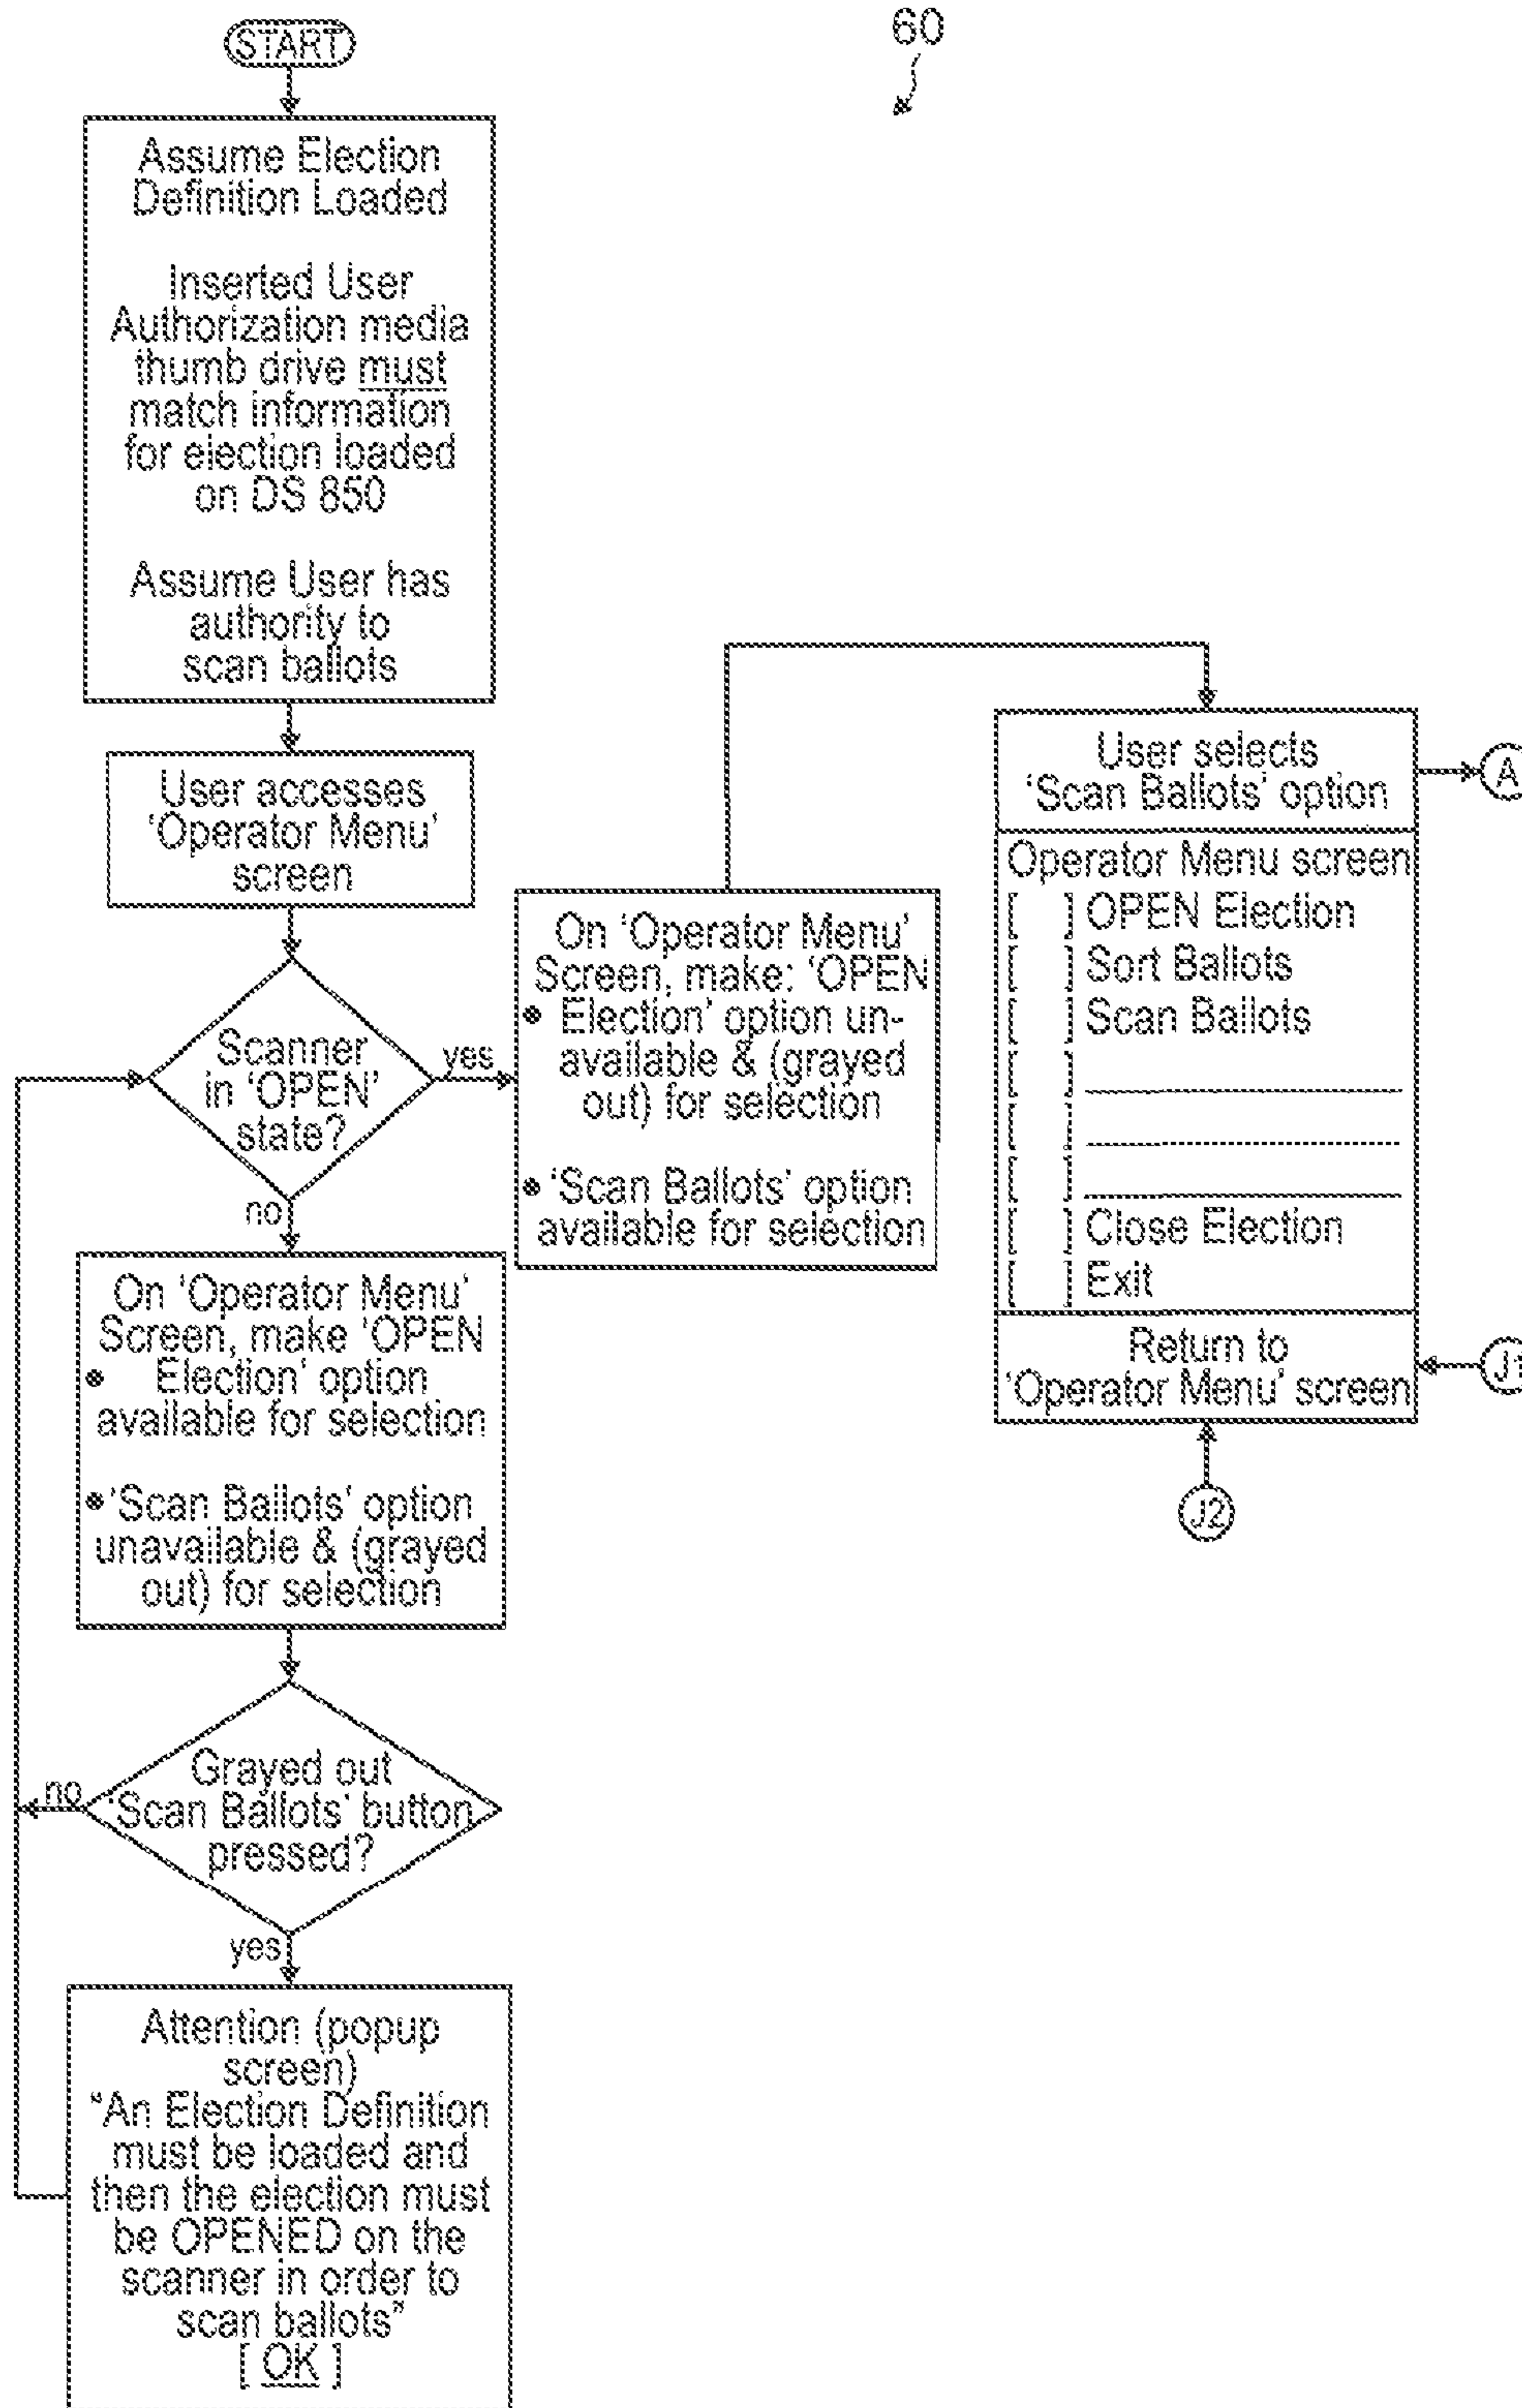 60
START
Assume Election
Definition Loaded
Inserted User
Authorization media
thumb drive must
match information
for election loaded
on DS 850
Assume User has
authority to
scan ballots
User accesses
'Operator Menu'
screen
Scanner
in 'OPEN'
state?
yes
no
On 'Operator Menu'
Screen, make: 'OPEN
• Election' option un-
available & (grayed
out) for selection
• 'Scan Ballots' option
available for selection
User selects
'Scan Ballots' option
A
Operator Menu screen
[ ] OPEN Election
[ ] Sort Ballots
[ ] Scan Ballots
[ ] ______________
[ ] ______________
[ ] ______________
[ ] Close Election
[ ] Exit
Return to
'Operator Menu' screen
J1
J2
On 'Operator Menu'
Screen, make 'OPEN
• Election' option
available for selection
• 'Scan Ballots' option
unavailable & (grayed
out) for selection
Grayed out
'Scan Ballots' button
pressed?
no
yes
Attention (popup
screen)
"An Election Definition
must be loaded and
then the election must
be OPENED on the
scanner in order to
scan ballots"
[ OK ]